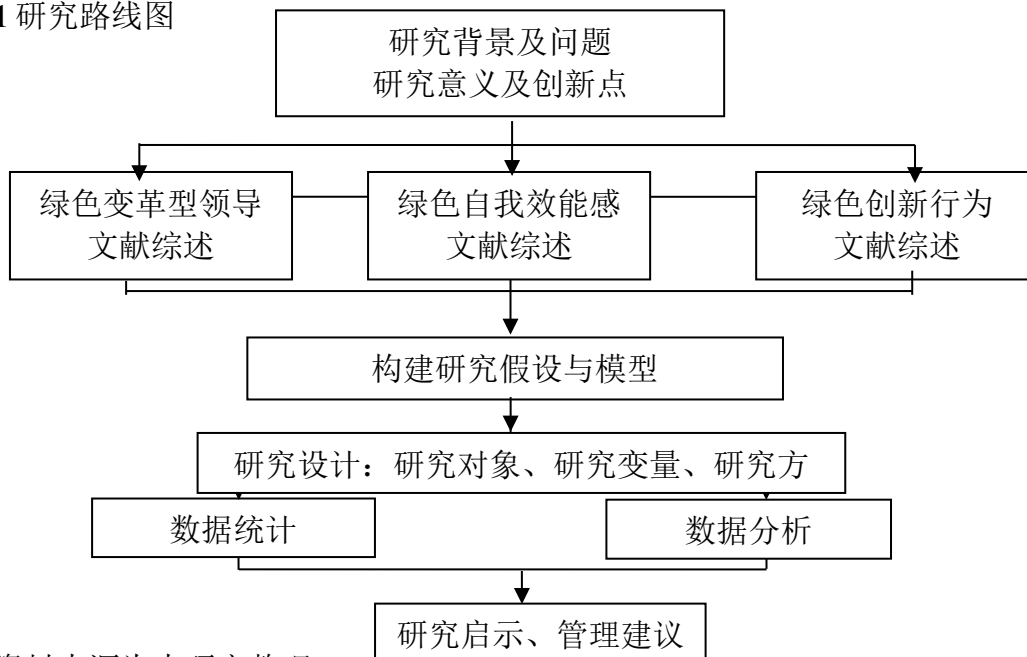 1 研究路线图
研究背景及问题
研究意义及创新点
绿色变革型领导
文献综述
绿色自我效能感
文献综述
绿色创新行为
文献综述
构建研究假设与模型
研究设计：研究对象、研究变量、研究方
数据统计
数据分析
研究启示、管理建议